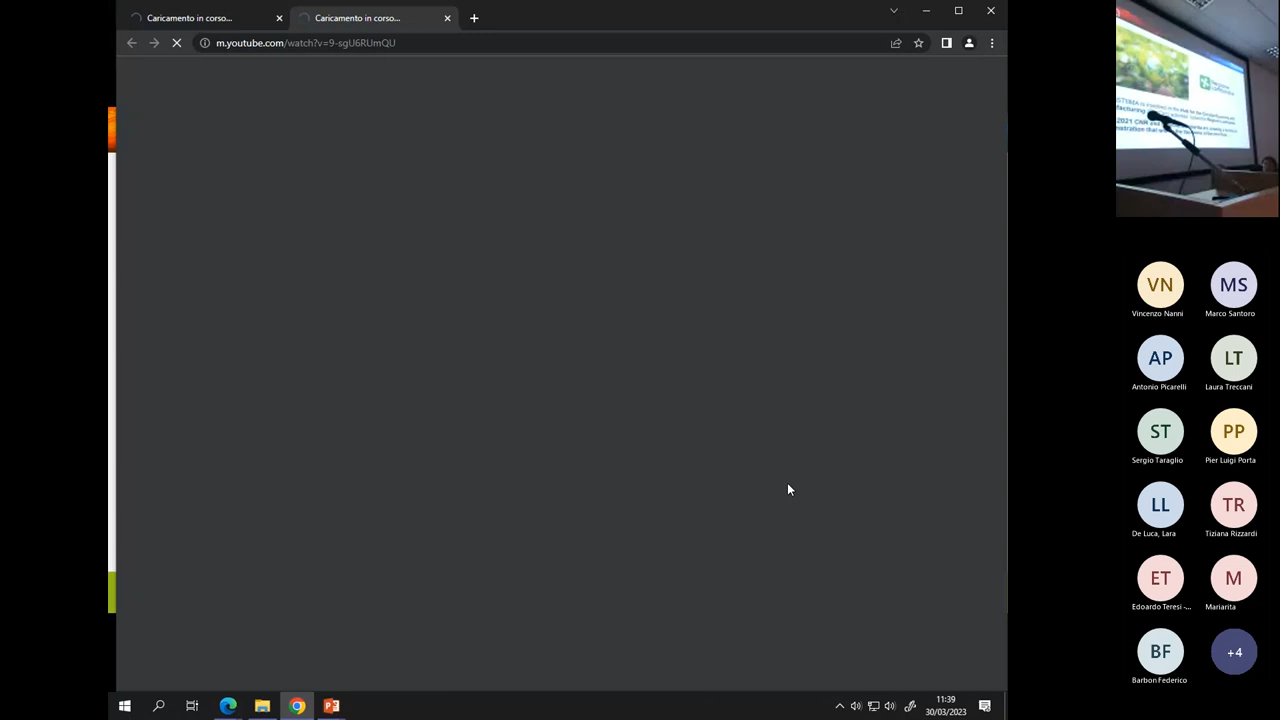 Caricamento in corso...
Caricamento in corso...
m.youtube.com/watch?v=9-sgU6RUmQU
2021 CNR
VN
MS
Vincenzo Nanni
Marco Santoro
AP
LT
Antonio Picarelli
Laura Treccani
ST
PP
Sergio Taraglio
Pier Luigi Porta
LL
TR
De Luca, Lara
Tiziana Rizzardi
ET
M
Edoardo Teresi -...
Mariarita
BF
+4
Barbon Federico
11:39
30/03/2023